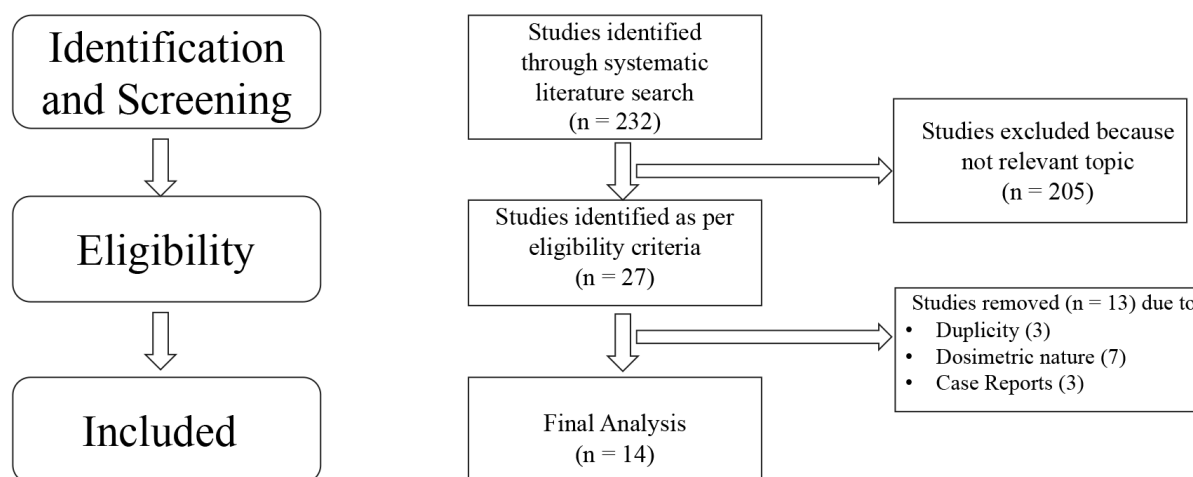 Identification
and Screening
Studies identified
through systematic
literature search
(n = 232)
Studies excluded because
not relevant topic
(n = 205)
Eligibility
Studies identified as per
eligibility criteria
(n = 27)
Studies removed (n = 13) due to
• Duplicity (3)
• Dosimetric nature (7)
• Case Reports (3)
Included
Final Analysis
(n = 14)